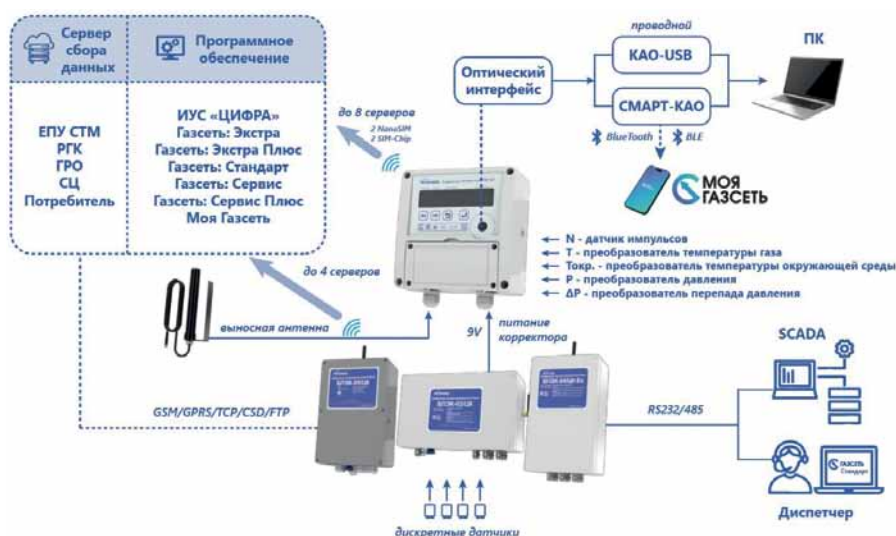 Сервер
сбора
данных
Программное
обеспечение
ЕПУ СТМ
РГК
ГРО
СЦ
Потребитель
ИУС «ЦИФРА»
Газсеть: Экстра
Газсеть: Экстра Плюс
Газсеть: Стандарт
Газсеть: Сервис
Газсеть: Сервис Плюс
Моя Газсеть
до 8 серверов
2 NanoSIM
2 SIM-Chip
Оптический
интерфейс
проводной
КАО-USB
СМАРТ-КАО
ПК
BlueTooth
BLE
МОЯ
ГАЗСЕТЬ
N - датчик импульсов
T - преобразователь температуры газа
Tокр. - преобразователь температуры окружающей среды
P - преобразователь давления
ΔP - преобразователь перепада давления
до 4 серверов
выносная антенна
9V
питание
корректора
GSM/GPRS/TCP/CSD/FTP
RS232/485
SCADA
ГАЗСЕТЬ
Стандарт
Диспетчер
дискретные датчики